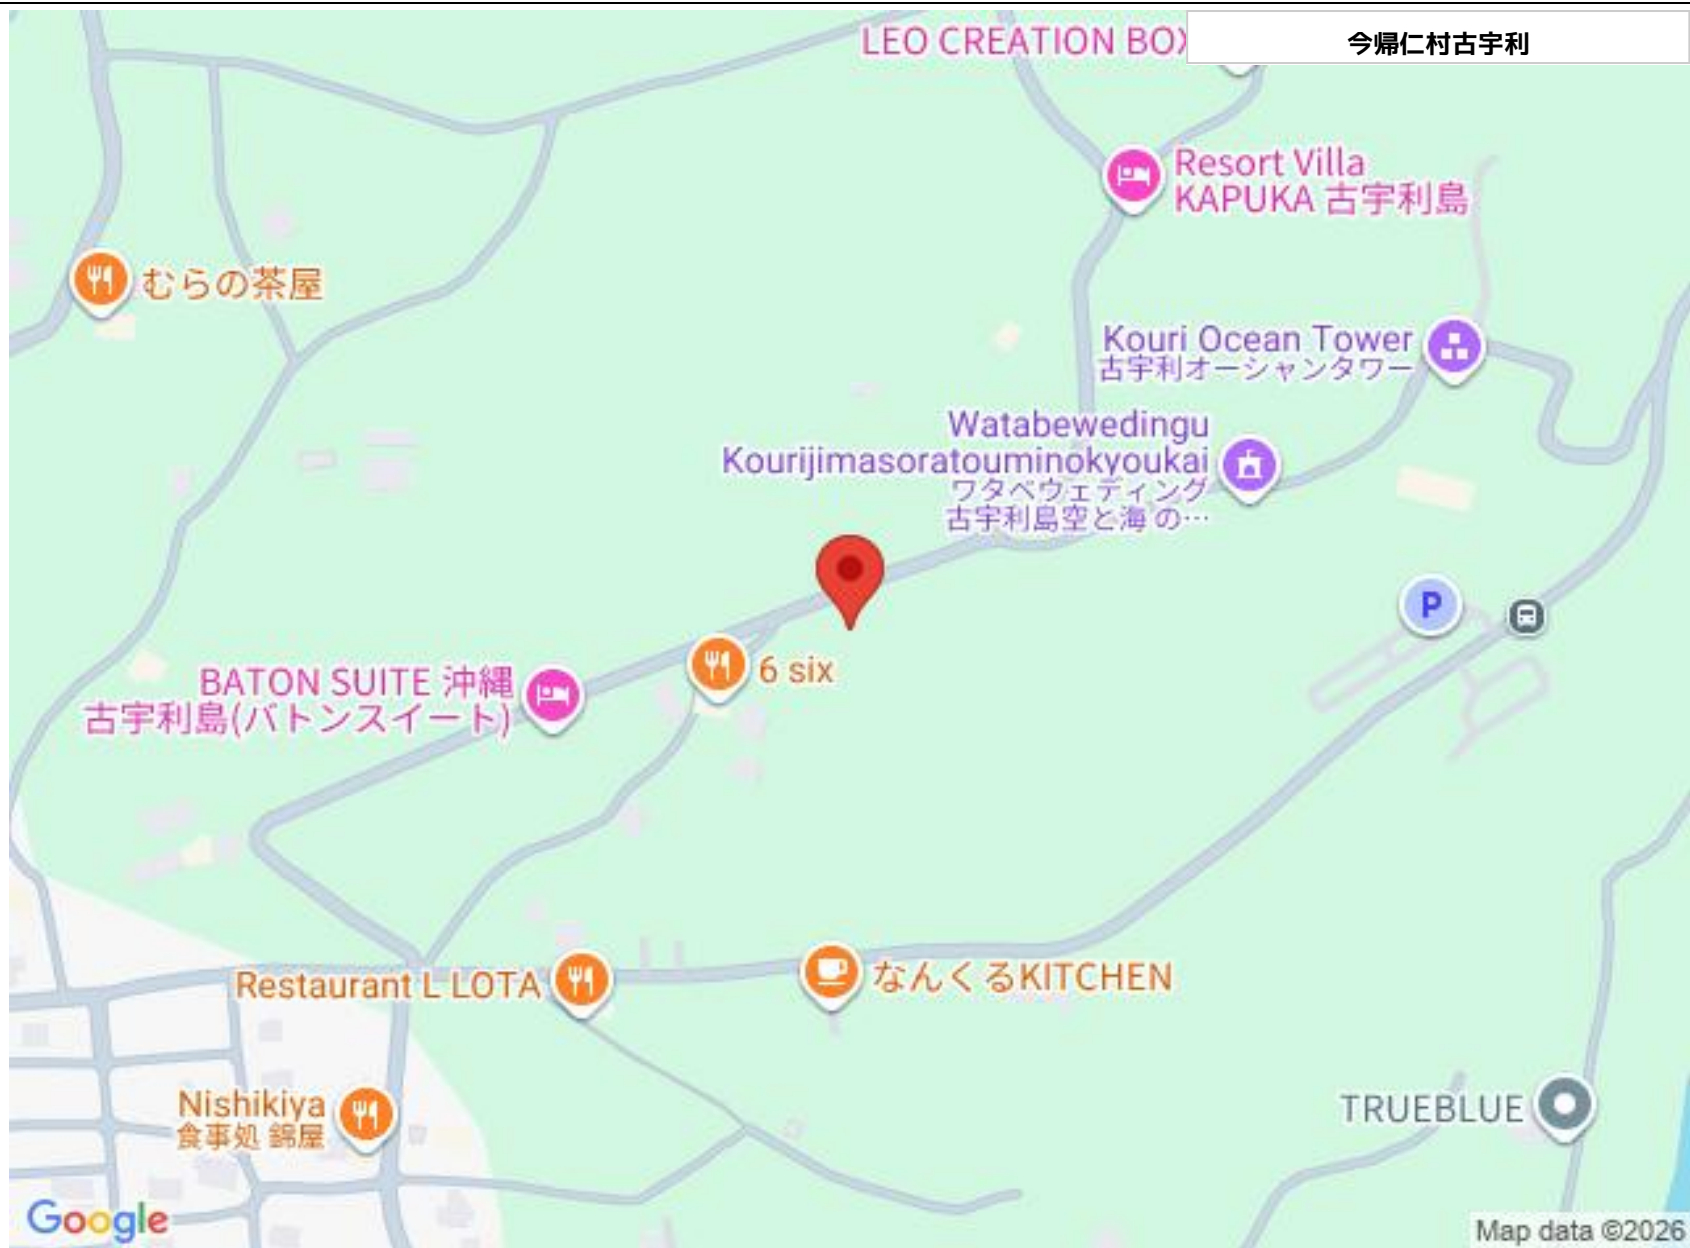 LEO CREATION BOX
今帰仁村古宇利
Resort Villa
KAPUKA 古宇利島
むらの茶屋
Kouri Ocean Tower
古宇利オーシャンタワー
Watabewedingu
Kourijimasoratouminokyoukai
ワタベウェディング
古宇利島空と海 の…
P
BATON SUITE 沖縄
古宇利島(バトンスイート)
6 six
Restaurant L LOTA
なんくるKITCHEN
Nishikiya
食事処 錦屋
TRUEBLUE
Google
Map data ©2026